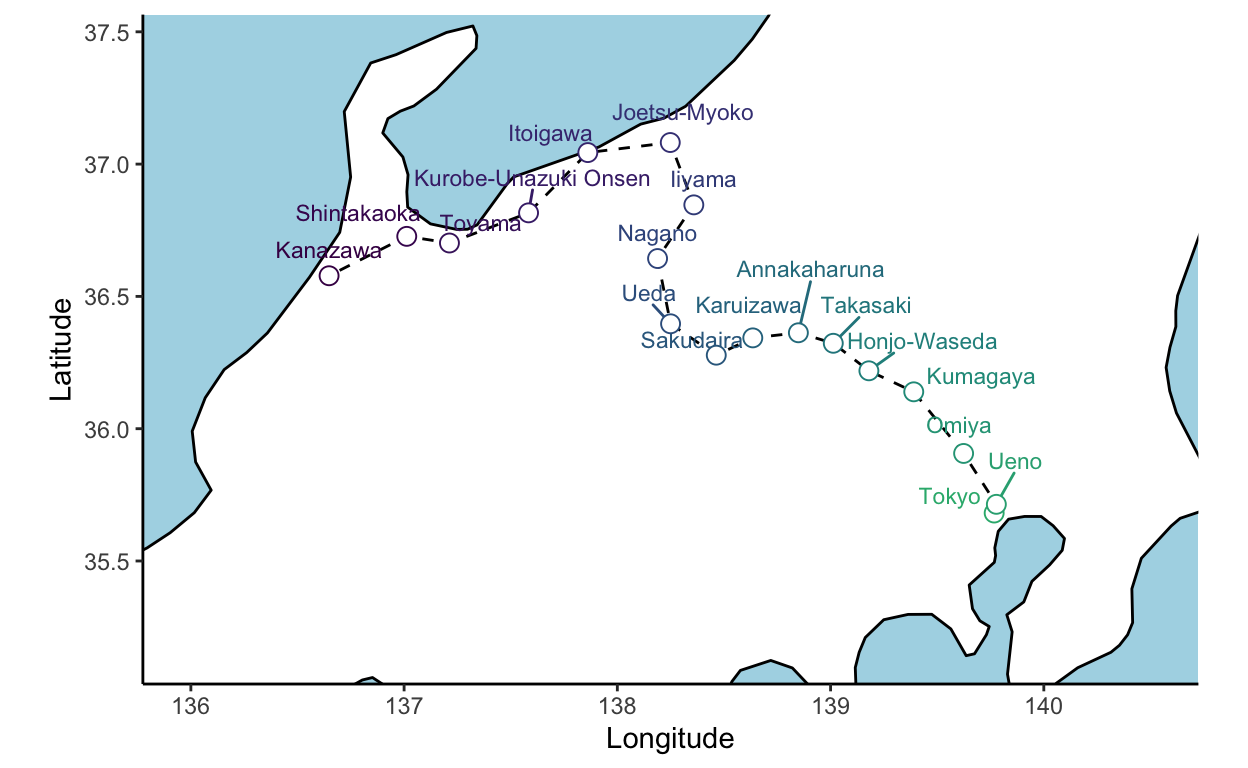 37.5
37.0
36.5
36.0
35.5
Latitude
Joetsu-Myoko
Itoigawa
Kurobe-Unazuki Onsen
Iiyama
Shintakaoka
Toyama
Nagano
Kanazawa
Annakaharuna
Ueda
Karuizawa
Takasaki
Sakudaira
Honjo-Waseda
Kumagaya
Omiya
Ueno
Tokyo
136
137
138
139
140
Longitude